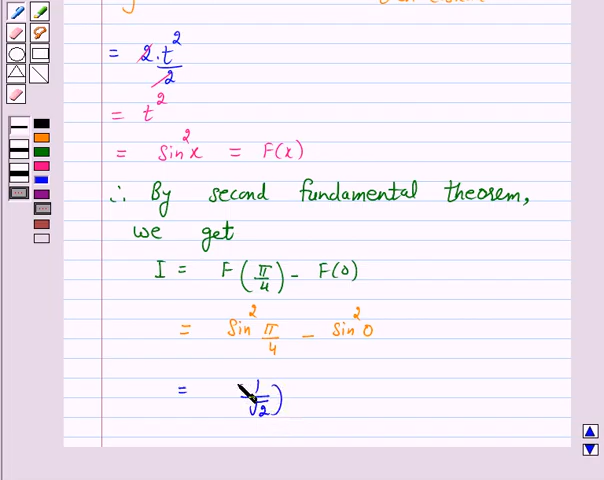 = 2 · t² / 2
= t²
= Sin²x = F(x)
∴ By second fundamental theorem,
we get
I = F(π/4) - F(0)
= Sin² π/4 - Sin² 0
= 1/√2)